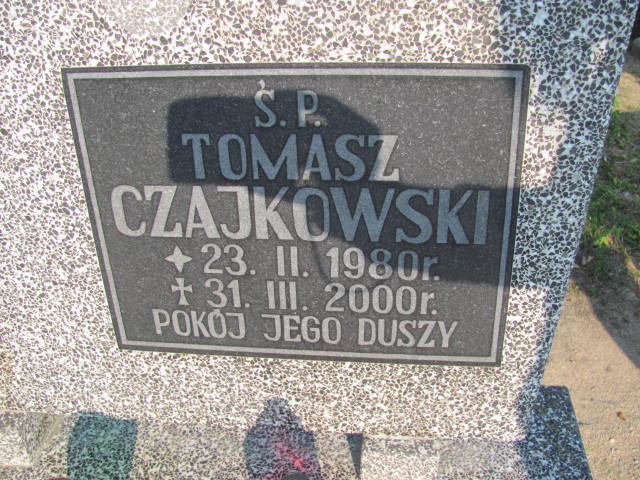 Ś. P.
TOMASZ
CZAJKOWSKI
✦ 23. II. 1980r.
✝ 31. III. 2000r.
POKÓJ JEGO DUSZY